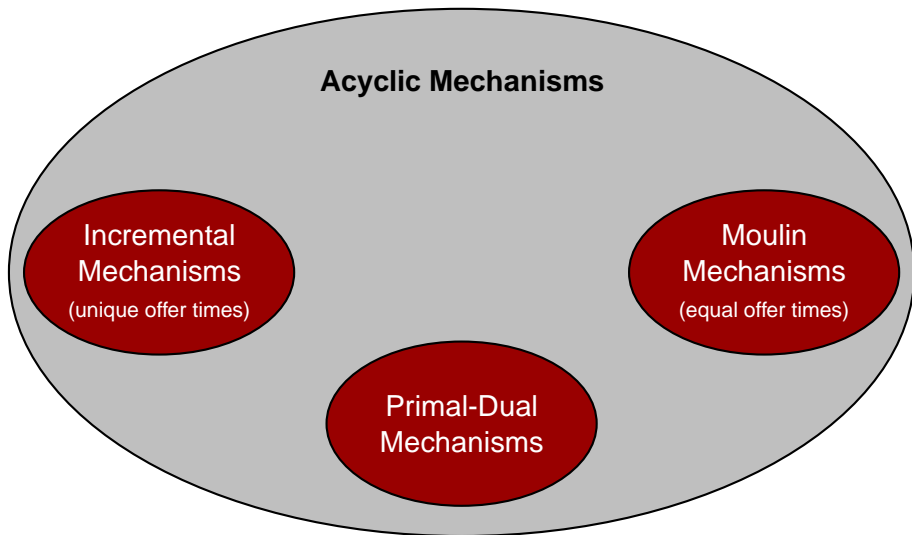 Acyclic Mechanisms
Incremental
Mechanisms
(unique offer times)
Moulin
Mechanisms
(equal offer times)
Primal-Dual
Mechanisms